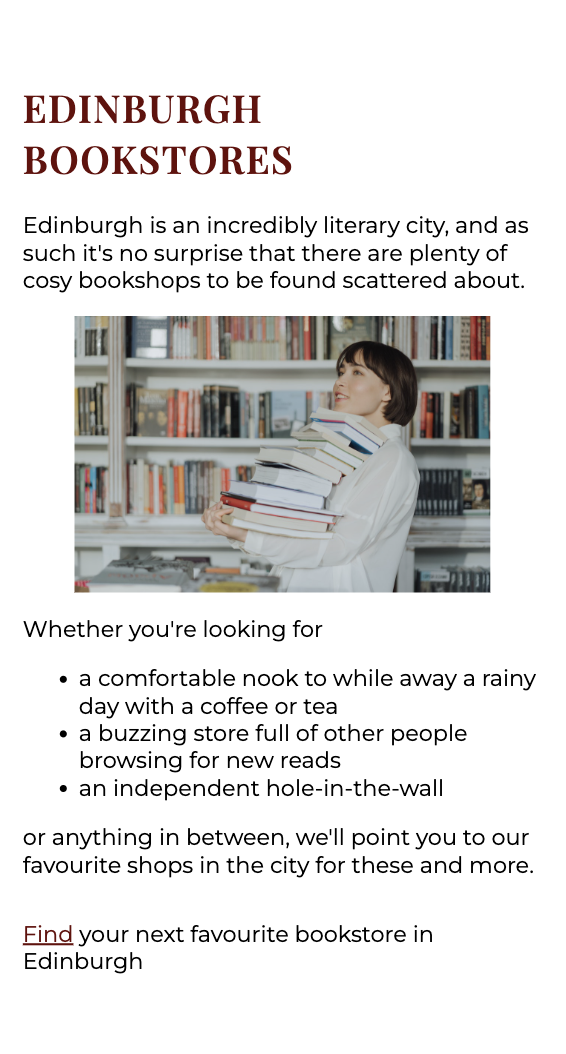 EDINBURGH
BOOKSTORES
Edinburgh is an incredibly literary city, and as
such it's no surprise that there are plenty of
cosy bookshops to be found scattered about.
Whether you're looking for
• a comfortable nook to while away a rainy
day with a coffee or tea
• a buzzing store full of other people
browsing for new reads
• an independent hole-in-the-wall
or anything in between, we'll point you to our
favourite shops in the city for these and more.
Find your next favourite bookstore in
Edinburgh